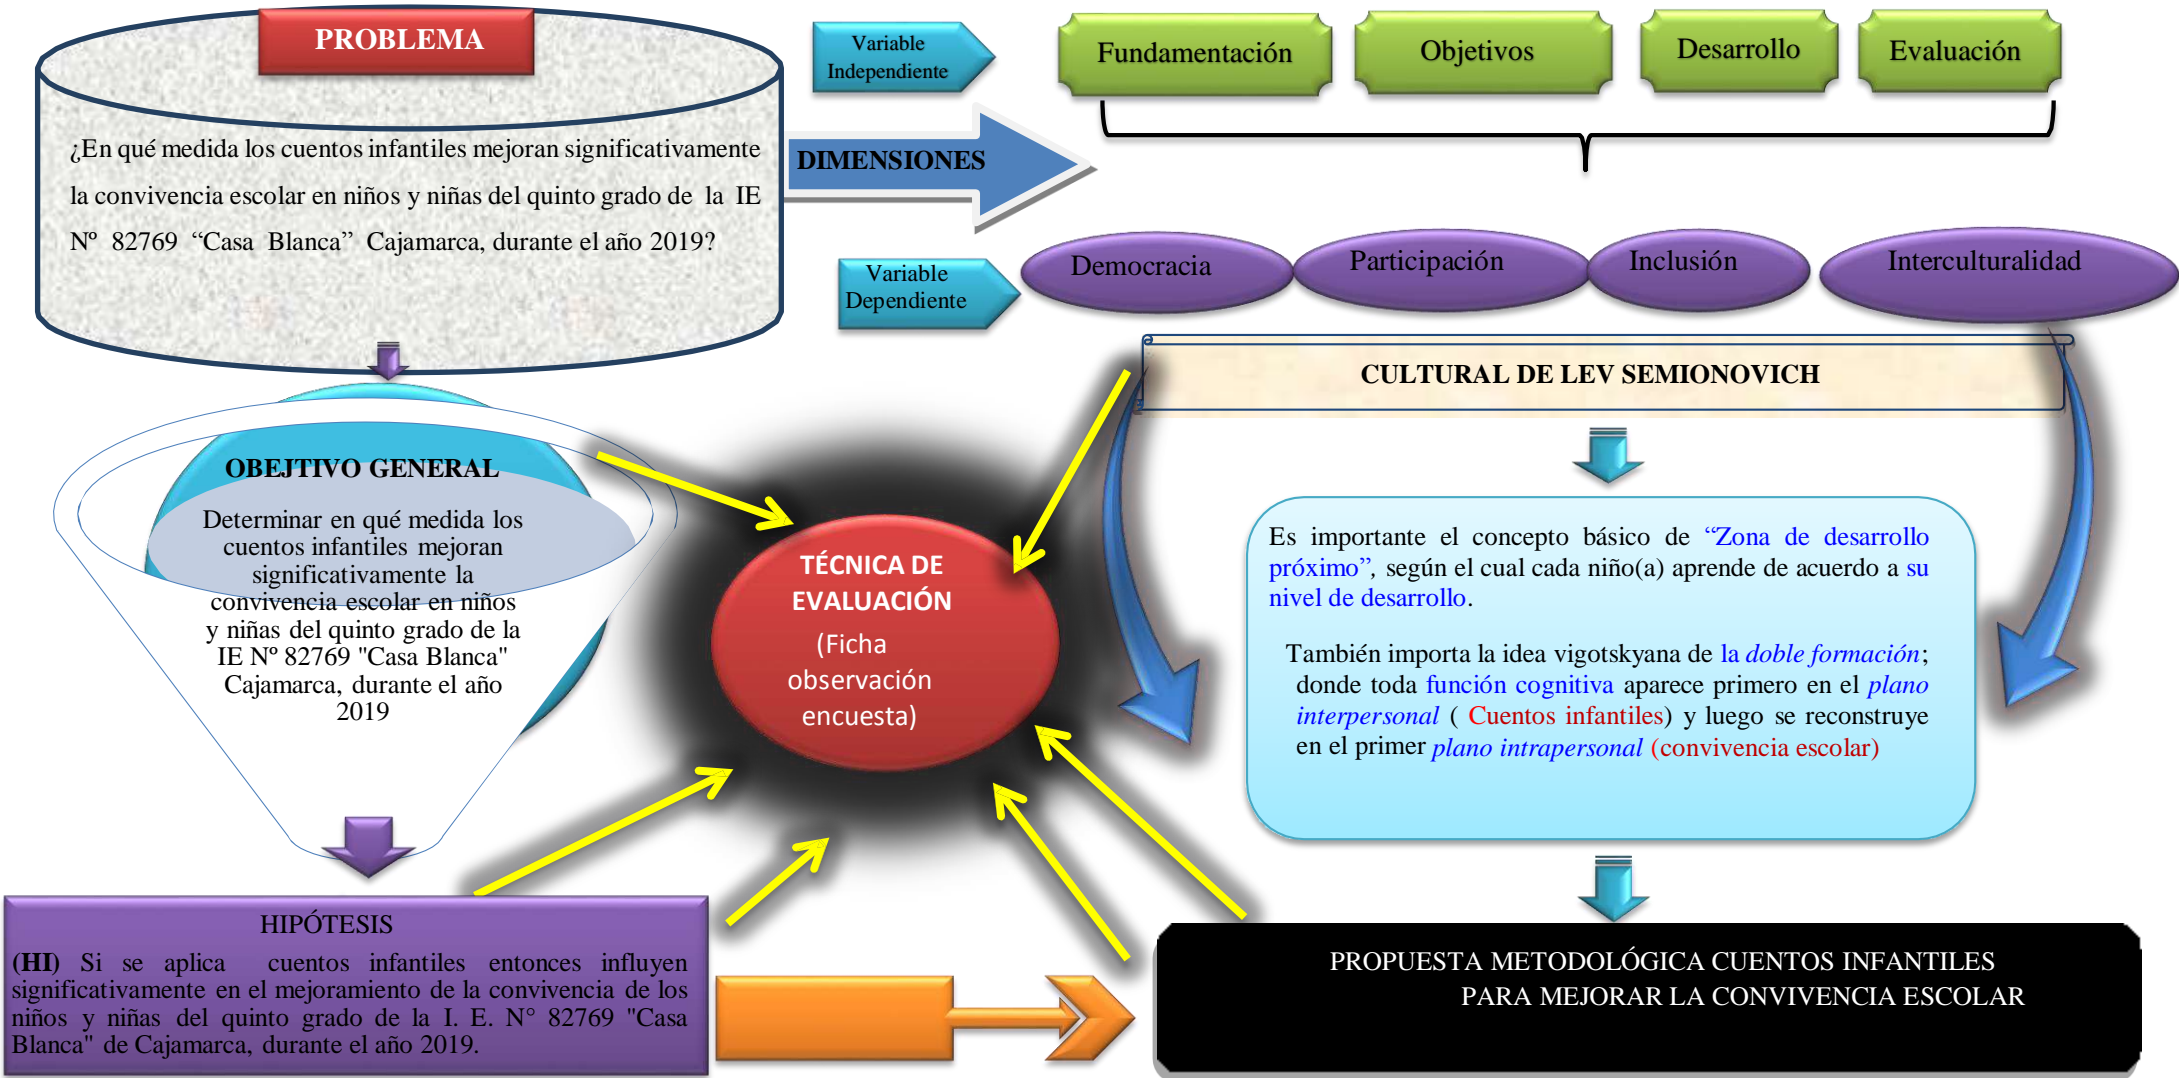 PROBLEMA
¿En qué medida los cuentos infantiles mejoran significativamente
la convivencia escolar en niños y niñas del quinto grado de la IE
Nº 82769 “Casa Blanca” Cajamarca, durante el año 2019?
Variable
Independiente
Fundamentación
Objetivos
Desarrollo
Evaluación
DIMENSIONES
Variable
Dependiente
Democracia
Participación
Inclusión
Interculturalidad
CULTURAL DE LEV SEMIONOVICH
OBEJTIVO GENERAL
Determinar en qué medida los
cuentos infantiles mejoran
significativamente la
convivencia escolar en niños
y niñas del quinto grado de la
IE Nº 82769 "Casa Blanca"
Cajamarca, durante el año
2019
TÉCNICA DE
EVALUACIÓN
(Ficha
observación
encuesta)
Es importante el concepto básico de “Zona de desarrollo
próximo”, según el cual cada niño(a) aprende de acuerdo a su
nivel de desarrollo.
También importa la idea vigotskyana de la doble formación;
donde toda función cognitiva aparece primero en el plano
interpersonal ( Cuentos infantiles) y luego se reconstruye
en el primer plano intrapersonal (convivencia escolar)
HIPÓTESIS
(HI) Si se aplica cuentos infantiles entonces influyen
significativamente en el mejoramiento de la convivencia de los
niños y niñas del quinto grado de la I. E. N° 82769 "Casa
Blanca" de Cajamarca, durante el año 2019.
PROPUESTA METODOLÓGICA CUENTOS INFANTILES
PARA MEJORAR LA CONVIVENCIA ESCOLAR